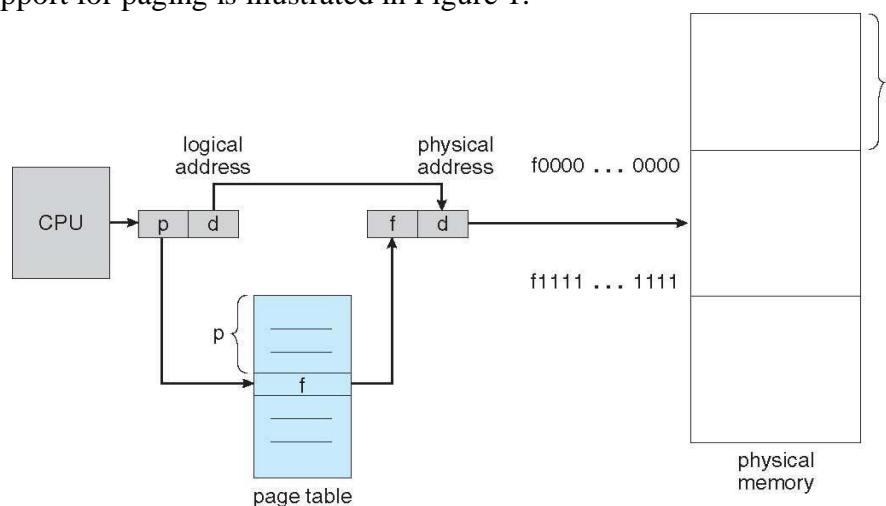 pport for paging is illustrated in Figure 1.
logical
address
physical
address
f0000 ... 0000
CPU
p
d
f
d
f1111 ... 1111
p
f
page table
physical
memory